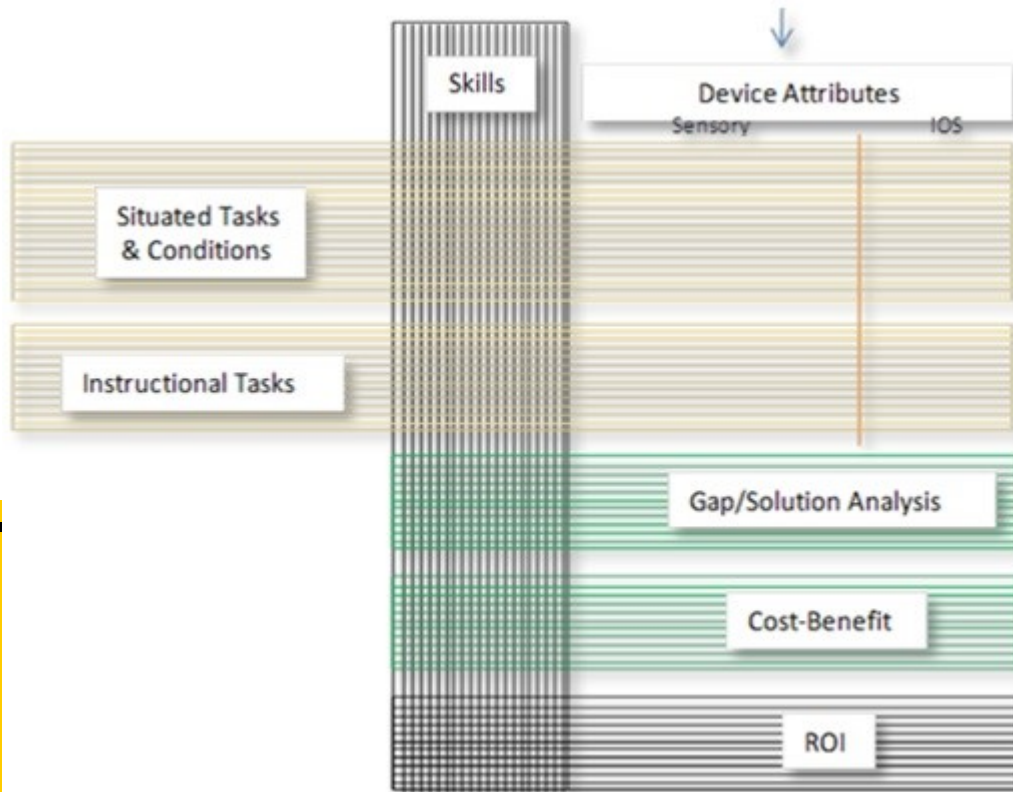 Skills
Device Attributes
Sensory IOS
Situated Tasks
& Conditions
Instructional Tasks
Gap/Solution Analysis
Cost-Benefit
ROI